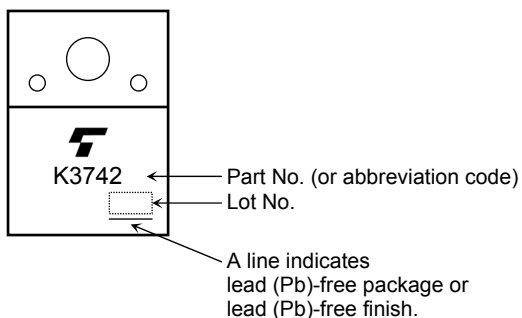 K3742
Part No. (or abbreviation code)
Lot No.
A line indicates
lead (Pb)-free package or
lead (Pb)-free finish.